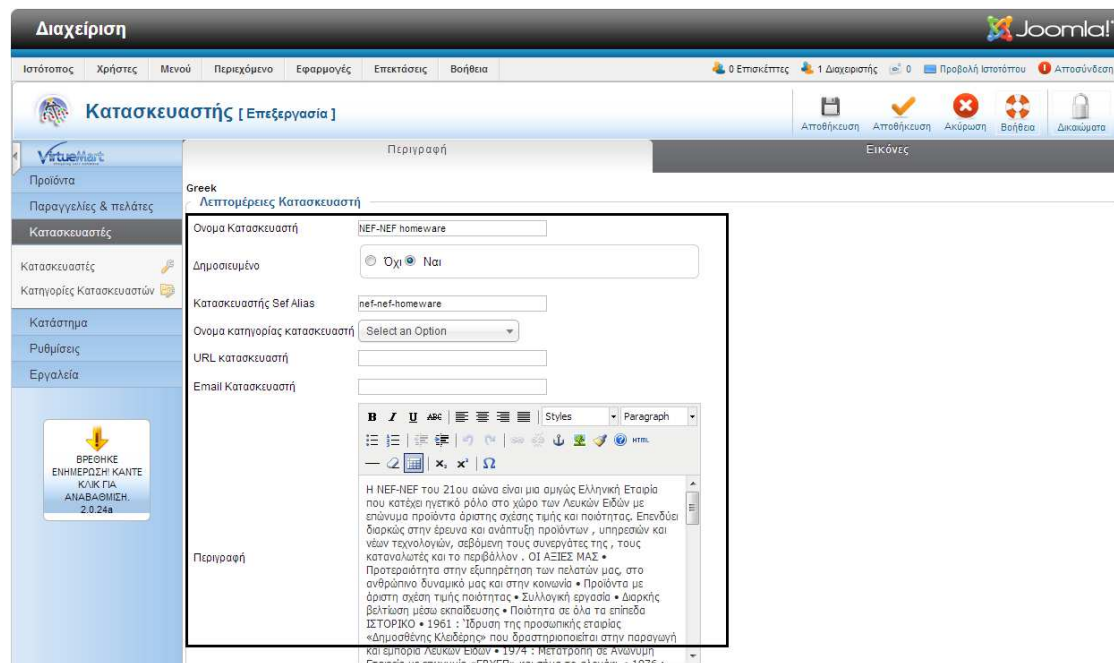 Διαχείριση
Joomla!
Ιστότοπος Χρήστες Μενού Περιεχόμενο Εφαρμογές Επεκτάσεις Βοήθεια
0 Επισκέπτες 1 Διαχειριστής 0 Προβολή Ιστοτόπου Αποσύνδεση
Κατασκευαστής [ Επεξεργασία ]
Αποθήκευση Αποθήκευση Ακύρωση Βοήθεια Δικαιώματα
VirtueMart
Περιγραφή Εικόνες
Προϊόντα
Παραγγελίες & πελάτες
Κατασκευαστές
Κατασκευαστές
Κατηγορίες Κατασκευαστών
Κατάστημα
Ρυθμίσεις
Εργαλεία
ΒΡΕΘΗΚΕ
ΕΝΗΜΕΡΩΣΗ! ΚΑΝΤΕ
ΚΛΙΚ ΓΙΑ
ΑΝΑΒΑΘΜΙΣΗ.
2.0.24a
Greek
Λεπτομέρειες Κατασκευαστή
Ονομα Κατασκευαστή NEF-NEF homeware
Δημοσιευμένο Όχι Ναι
Κατασκευαστής Sef Alias nef-nef-homeware
Ονομα κατηγορίας κατασκευαστή Select an Option
URL κατασκευαστή
Email Κατασκευαστή
B I U ABC Styles Paragraph
HTML
x₂ x² Ω
Περιγραφή
Η NEF-NEF του 21ου αιώνα είναι μια αμιγώς Ελληνική Εταιρία
που κατέχει ηγετικό ρόλο στο χώρο των Λευκών Ειδών με
επώνυμα προϊόντα άριστης σχέσης τιμής και ποιότητας. Επενδύει
διαρκώς στην έρευνα και ανάπτυξη προϊόντων , υπηρεσιών και
νέων τεχνολογιών, σεβόμενη τους συνεργάτες της , τους
καταναλωτές και το περιβάλλον . ΟΙ ΑΞΙΕΣ ΜΑΣ •
Προτεραιότητα στην εξυπηρέτηση των πελατών μας, στο
ανθρώπινο δυναμικό μας και στην κοινωνία • Προϊόντα με
άριστη σχέση τιμής ποιότητας • Συλλογική εργασία • Διαρκής
βελτίωση μέσω εκπαίδευσης • Ποιότητα σε όλα τα επίπεδα
ΙΣΤΟΡΙΚΟ • 1961 : Ίδρυση της προσωπικής εταιρίας
«Δημοσθένης Κλειδέρης» που δραστηριοποιείται στην παραγωγή
και εμπορία Λευκών Ειδών • 1974 : Μετατροπή σε Ανώνυμη